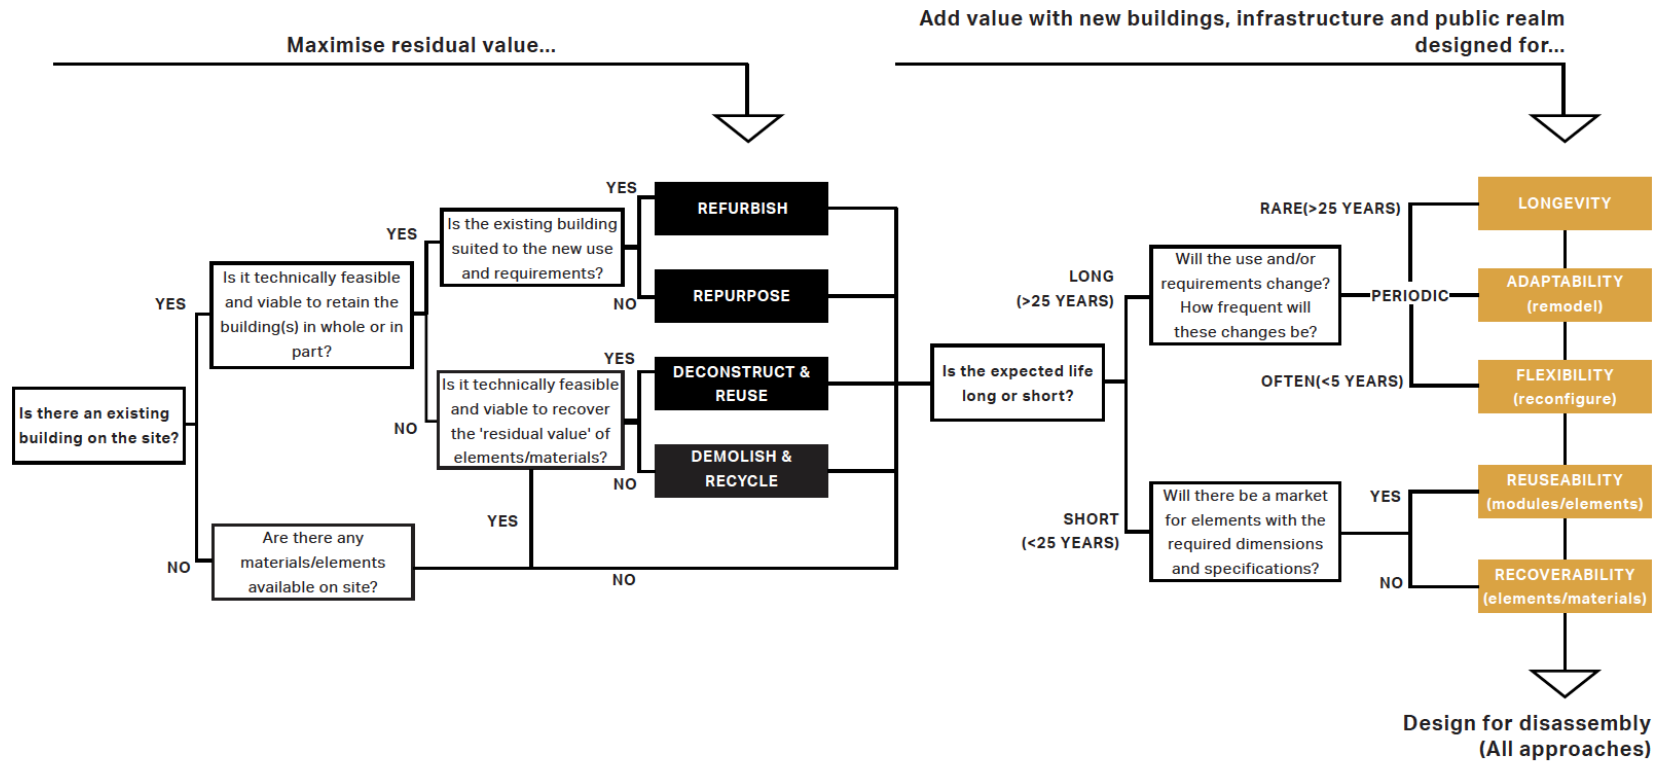 Maximise residual value...
Add value with new buildings, infrastructure and public realm
designed for...
Is there an existing
building on the site?
YES
NO
Is it technically feasible
and viable to retain the
building(s) in whole or in
part?
Are there any
materials/elements
available on site?
YES
NO
YES
NO
Is the existing building
suited to the new use
and requirements?
Is it technically feasible
and viable to recover
the 'residual value' of
elements/materials?
YES
NO
YES
NO
REFURBISH
REPURPOSE
DECONSTRUCT &
REUSE
DEMOLISH &
RECYCLE
Is the expected life
long or short?
LONG
(>25 YEARS)
SHORT
(<25 YEARS)
Will the use and/or
requirements change?
How frequent will
these changes be?
Will there be a market
for elements with the
required dimensions
and specifications?
RARE(>25 YEARS)
PERIODIC
OFTEN(<5 YEARS)
YES
NO
LONGEVITY
ADAPTABILITY
(remodel)
FLEXIBILITY
(reconfigure)
REUSEABILITY
(modules/elements)
RECOVERABILITY
(elements/materials)
Design for disassembly
(All approaches)